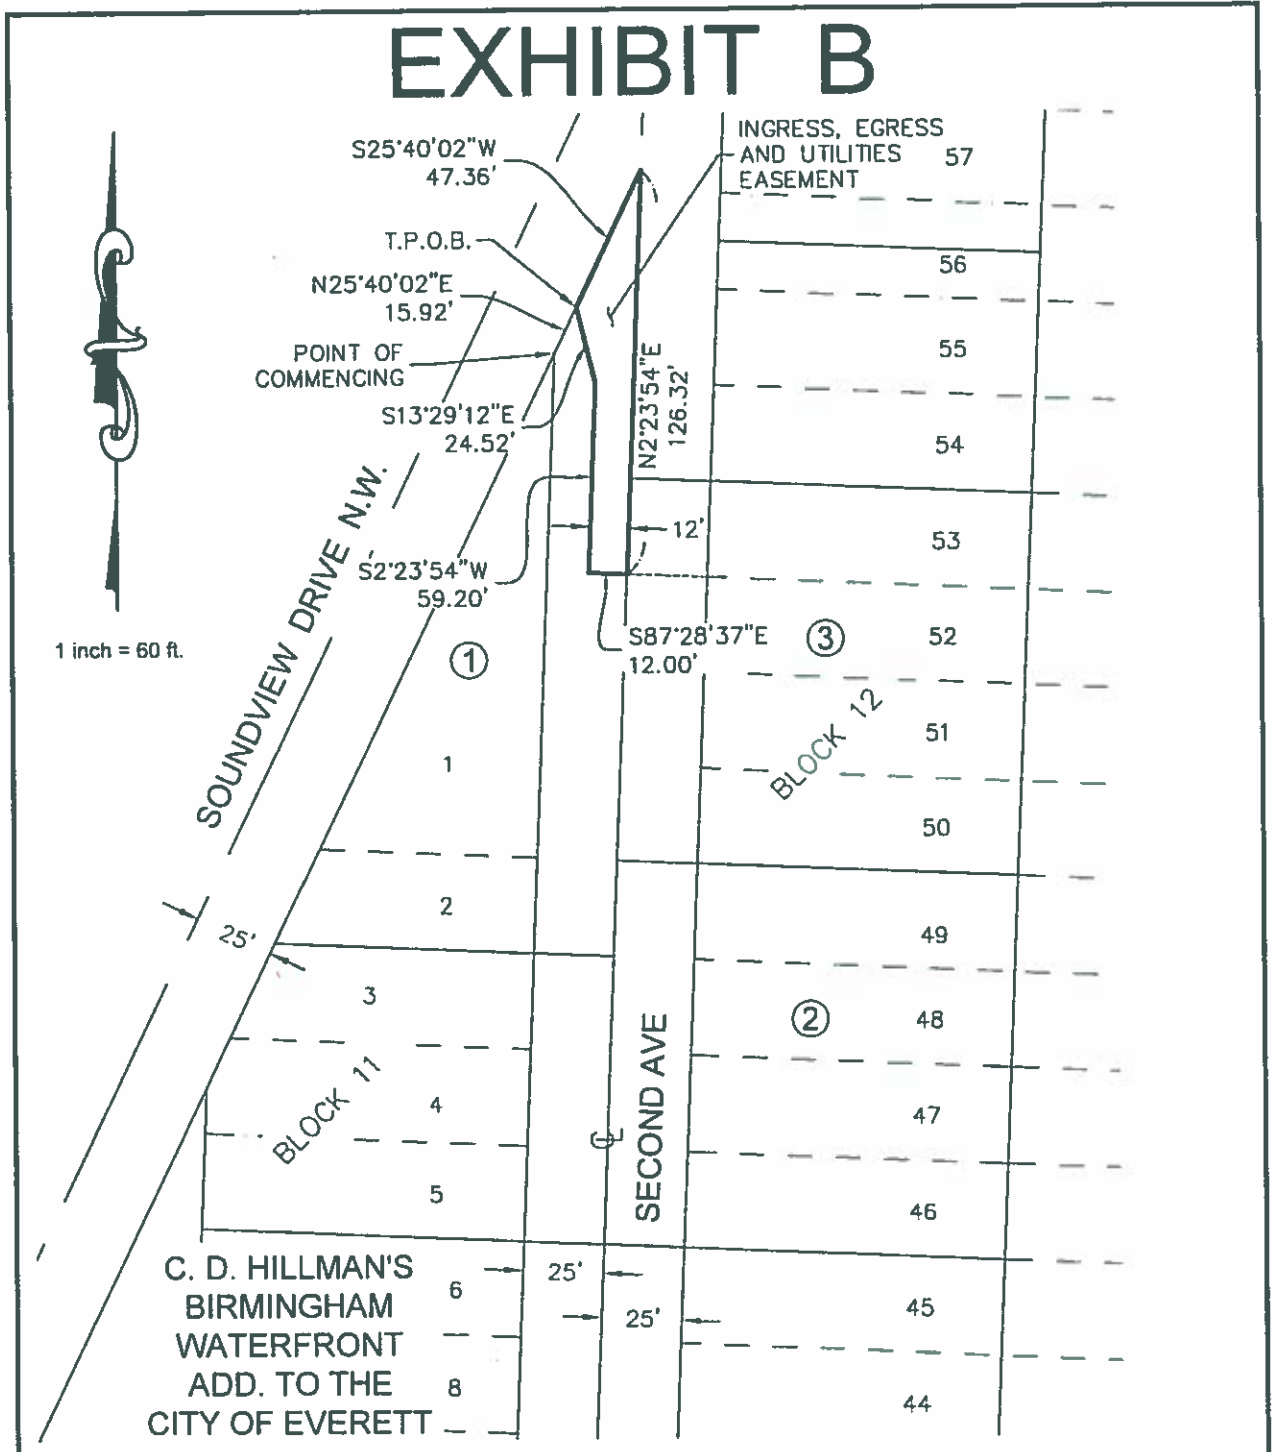 EXHIBIT B
INGRESS, EGRESS
AND UTILITIES
EASEMENT
57
S25°40'02"W
47.36'
T.P.O.B.
56
N25°40'02"E
15.92'
55
POINT OF
COMMENCING
N2°23'54"E
126.32'
S13°29'12"E
24.52'
54
SOUNDVIEW DRIVE N.W.
12'
53
S2°23'54"W
59.20'
1 inch = 60 ft.
S87°28'37"E
12.00'
1
3
52
BLOCK 12
51
1
50
2
49
25'
3
2
48
BLOCK 11
4
SECOND AVE
47
CL
5
46
C. D. HILLMAN'S
BIRMINGHAM
WATERFRONT
ADD. TO THE
CITY OF EVERETT
6
25'
25'
45
8
44